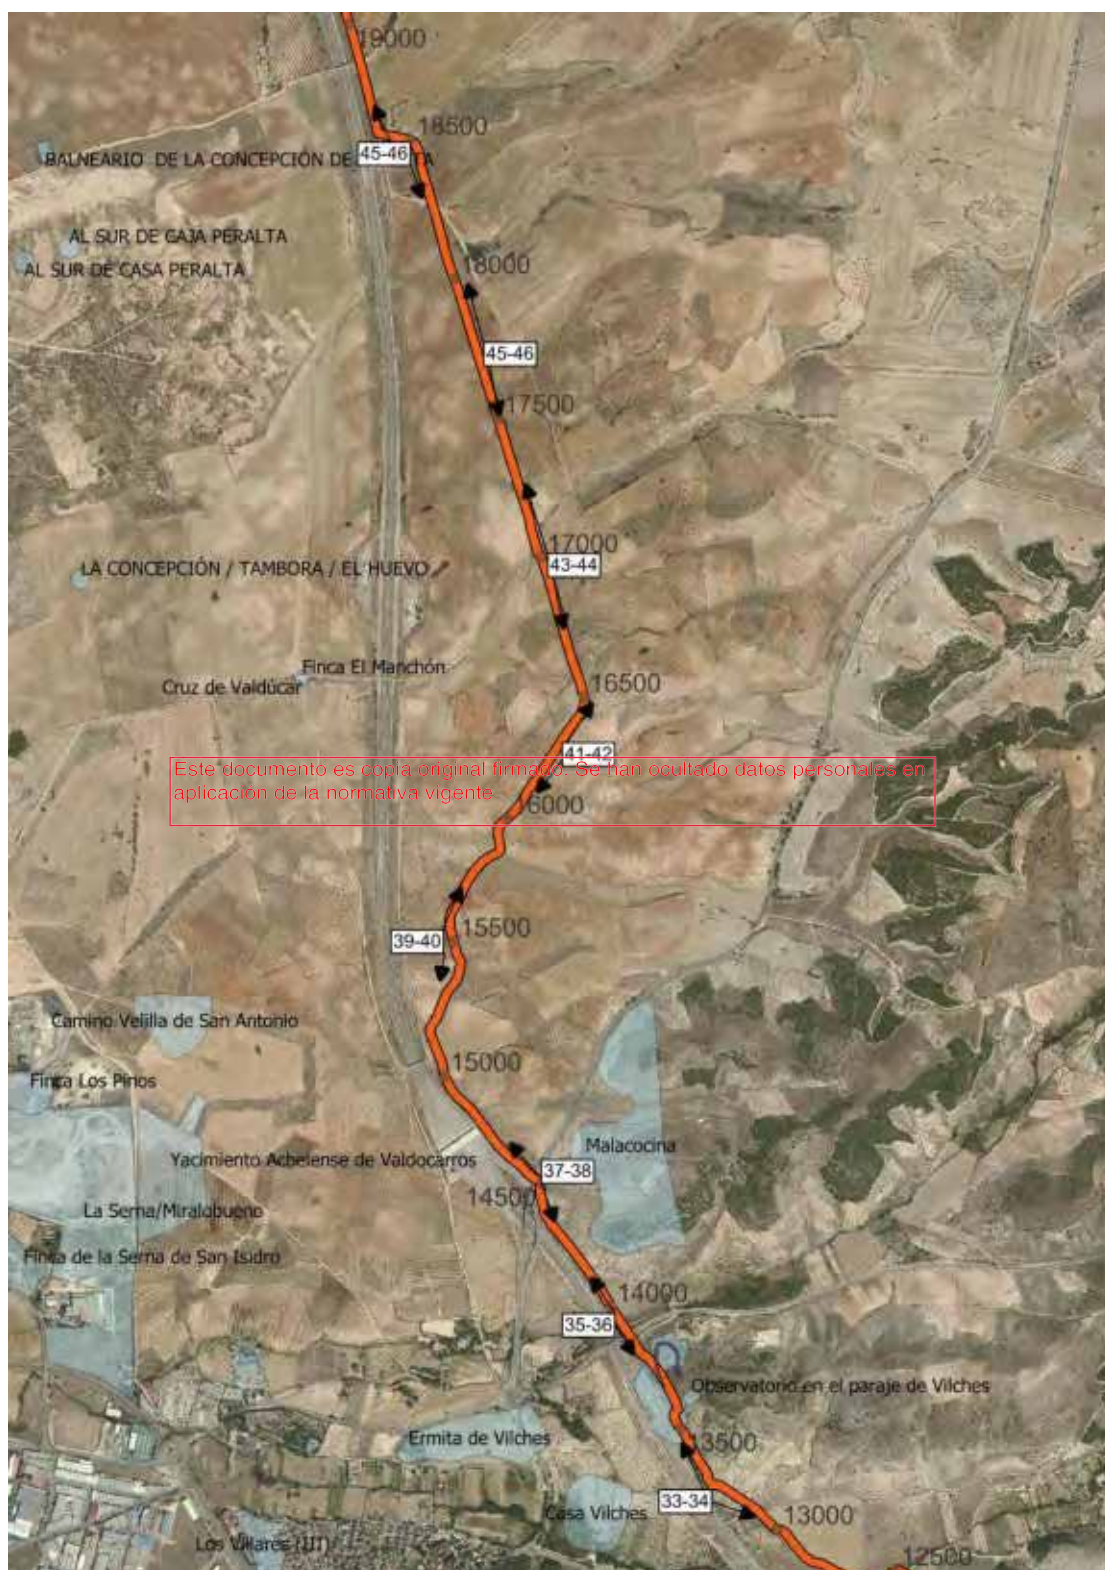 19000
18500
BALNEARIO DE LA CONCEPCIÓN DE
45-46
TA
AL SUR DE CAJA PERALTA
AL SUR DE CASA PERALTA
18000
45-46
17500
17000
43-44
LA CONCEPCIÓN / TAMBORA / EL HUEVO
Finca El Manchón
Cruz de Valdúcar
16500
41-42
Este documento es copia original firmado. Se han ocultado datos personales en
aplicación de la normativa vigente
16000
15500
39-40
Camino Velilla de San Antonio
15000
Finca Los Pinos
Malacocina
Yacimiento Achelense de Valdocarros
37-38
14500
La Serna/Miralobueno
Finca de la Serna de San Isidro
14000
35-36
Observatorio en el paraje de Vilches
Ermita de Vilches
13500
33-34
Casa Vilches
13000
Los Villares (III)
12500